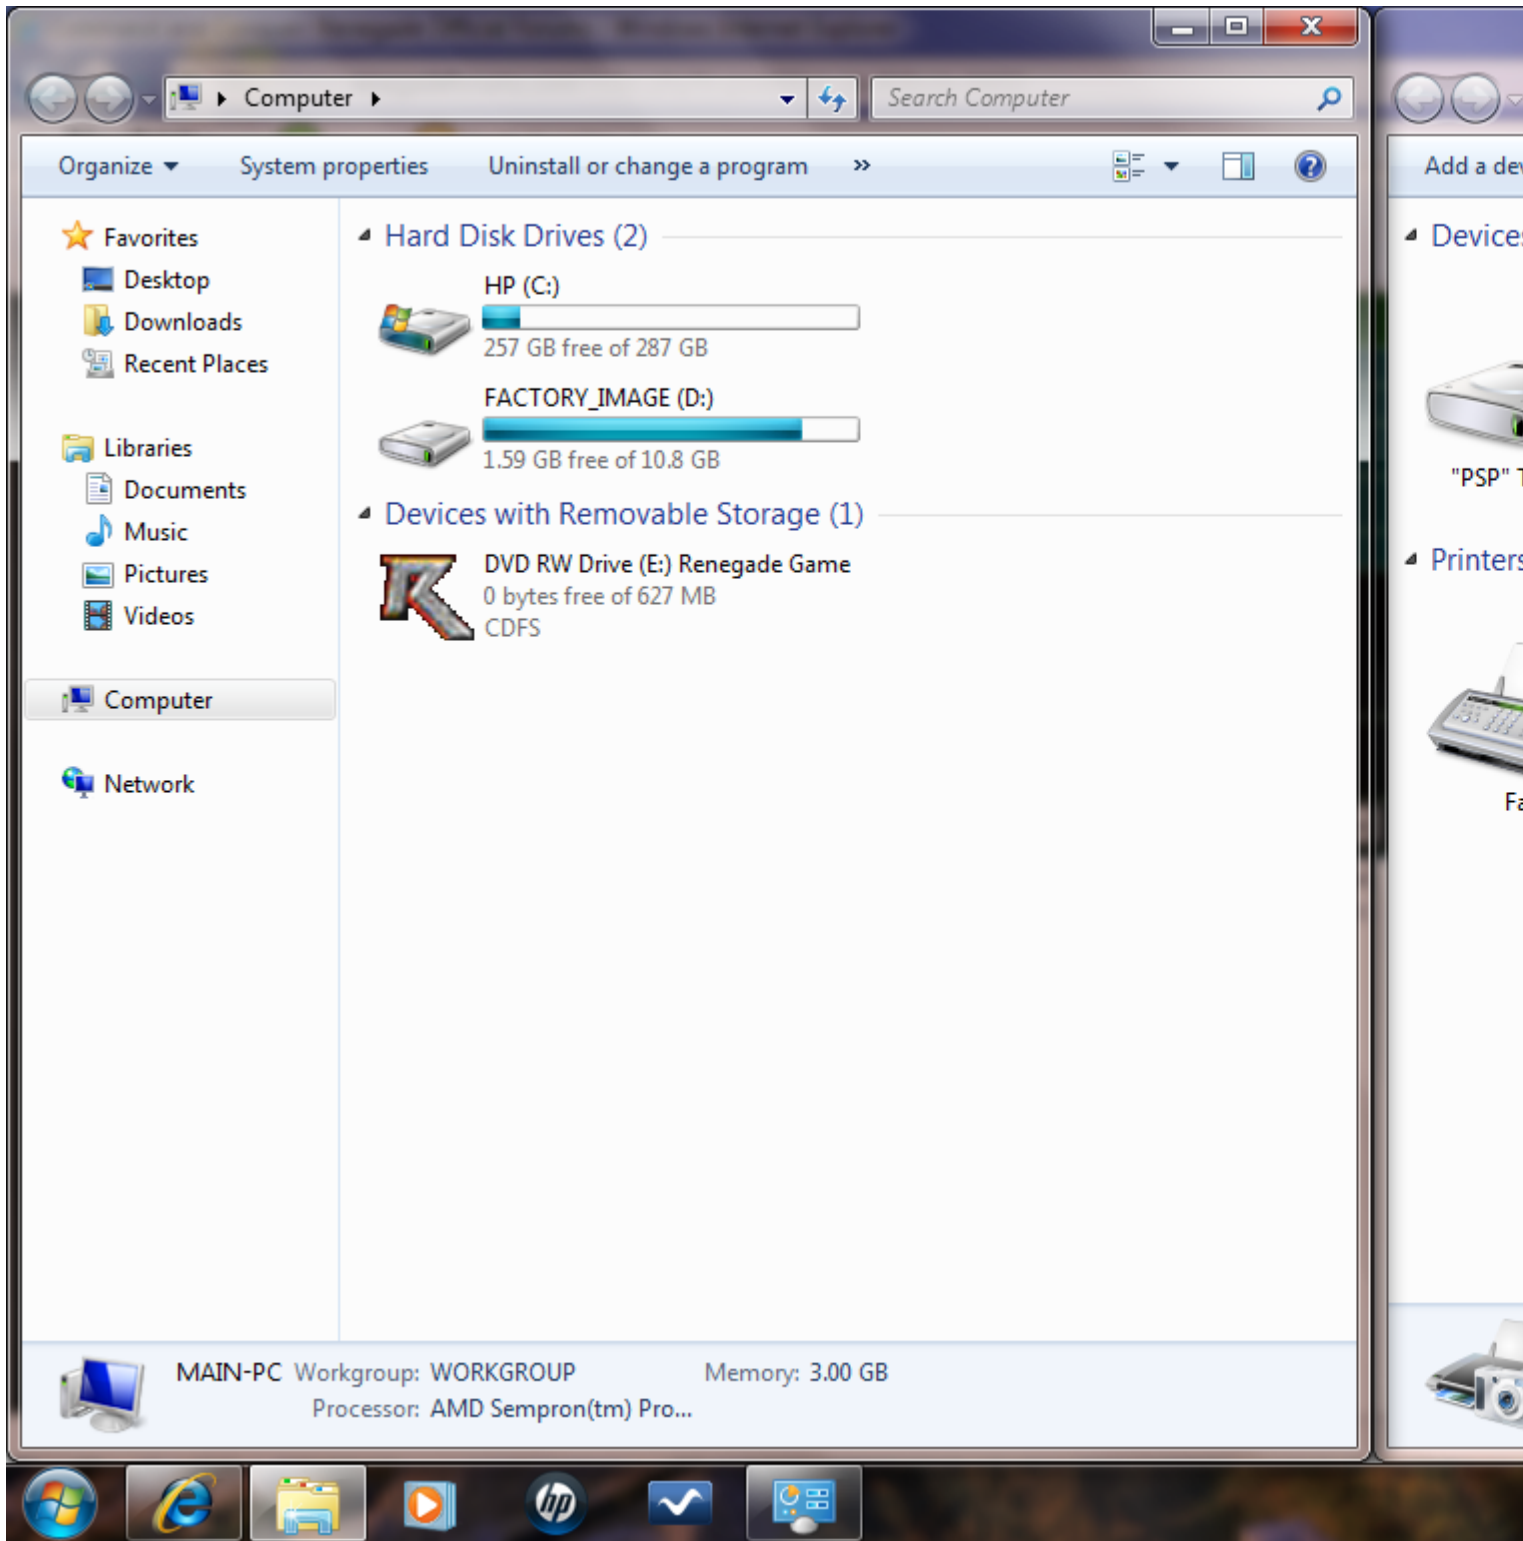 Computer
Search Computer
Organize
System properties
Uninstall or change a program
»
Add a dev
Favorites
Desktop
Downloads
Recent Places
Libraries
Documents
Music
Pictures
Videos
Computer
Network
Hard Disk Drives (2)
HP (C:)
257 GB free of 287 GB
FACTORY_IMAGE (D:)
1.59 GB free of 10.8 GB
Devices with Removable Storage (1)
DVD RW Drive (E:) Renegade Game
0 bytes free of 627 MB
CDFS
Devices
"PSP" T
Printers
Fa
MAIN-PC Workgroup: WORKGROUP Memory: 3.00 GB
Processor: AMD Sempron(tm) Pro...
hp